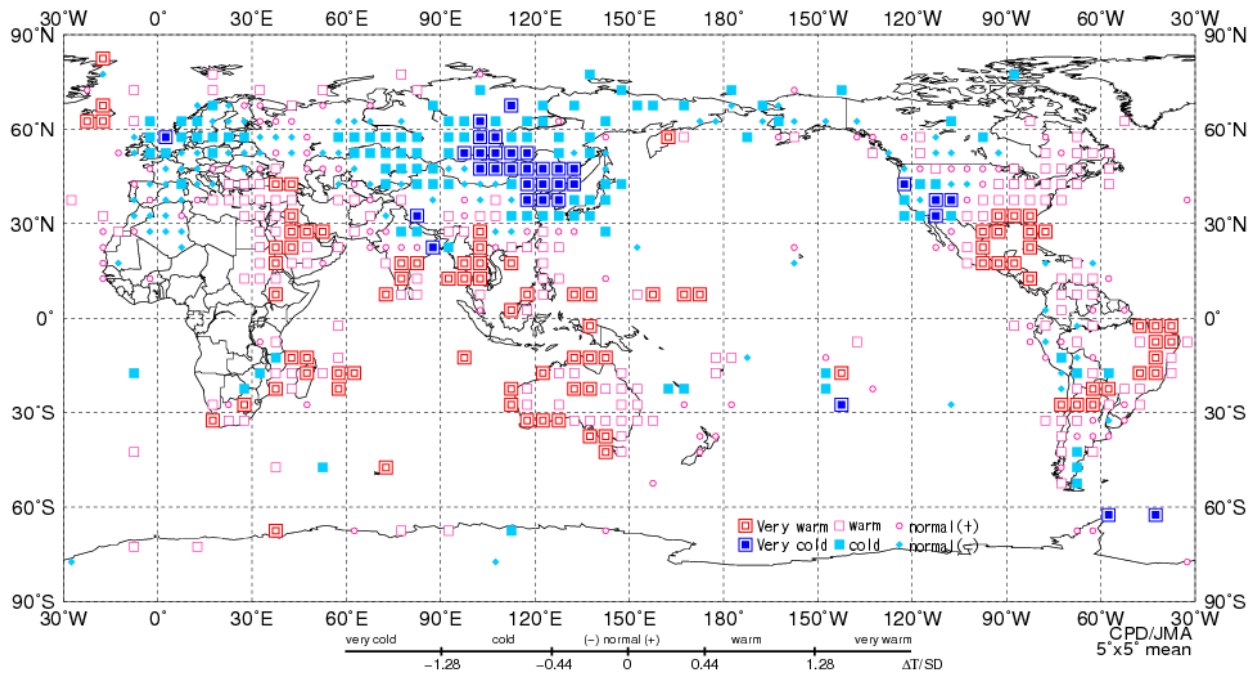 30˚W 0˚ 30˚E 60˚E 90˚E 120˚E 150˚E 180˚ 150˚W 120˚W 90˚W 60˚W 30˚W
90˚N 90˚N
60˚N 60˚N
30˚N 30˚N
0˚ 0˚
30˚S 30˚S
60˚S 60˚S
Very warm warm normal(+)
Very cold cold normal(−)
90˚S 90˚S
30˚W 0˚ 30˚E 60˚E 90˚E 120˚E 150˚E 180˚ 150˚W 120˚W 90˚W 60˚W 30˚W
very cold cold (−) normal (+) warm very warm
CPD/JMA
5˚x5˚ mean
−1.28 −0.44 0 0.44 1.28 ΔT/SD